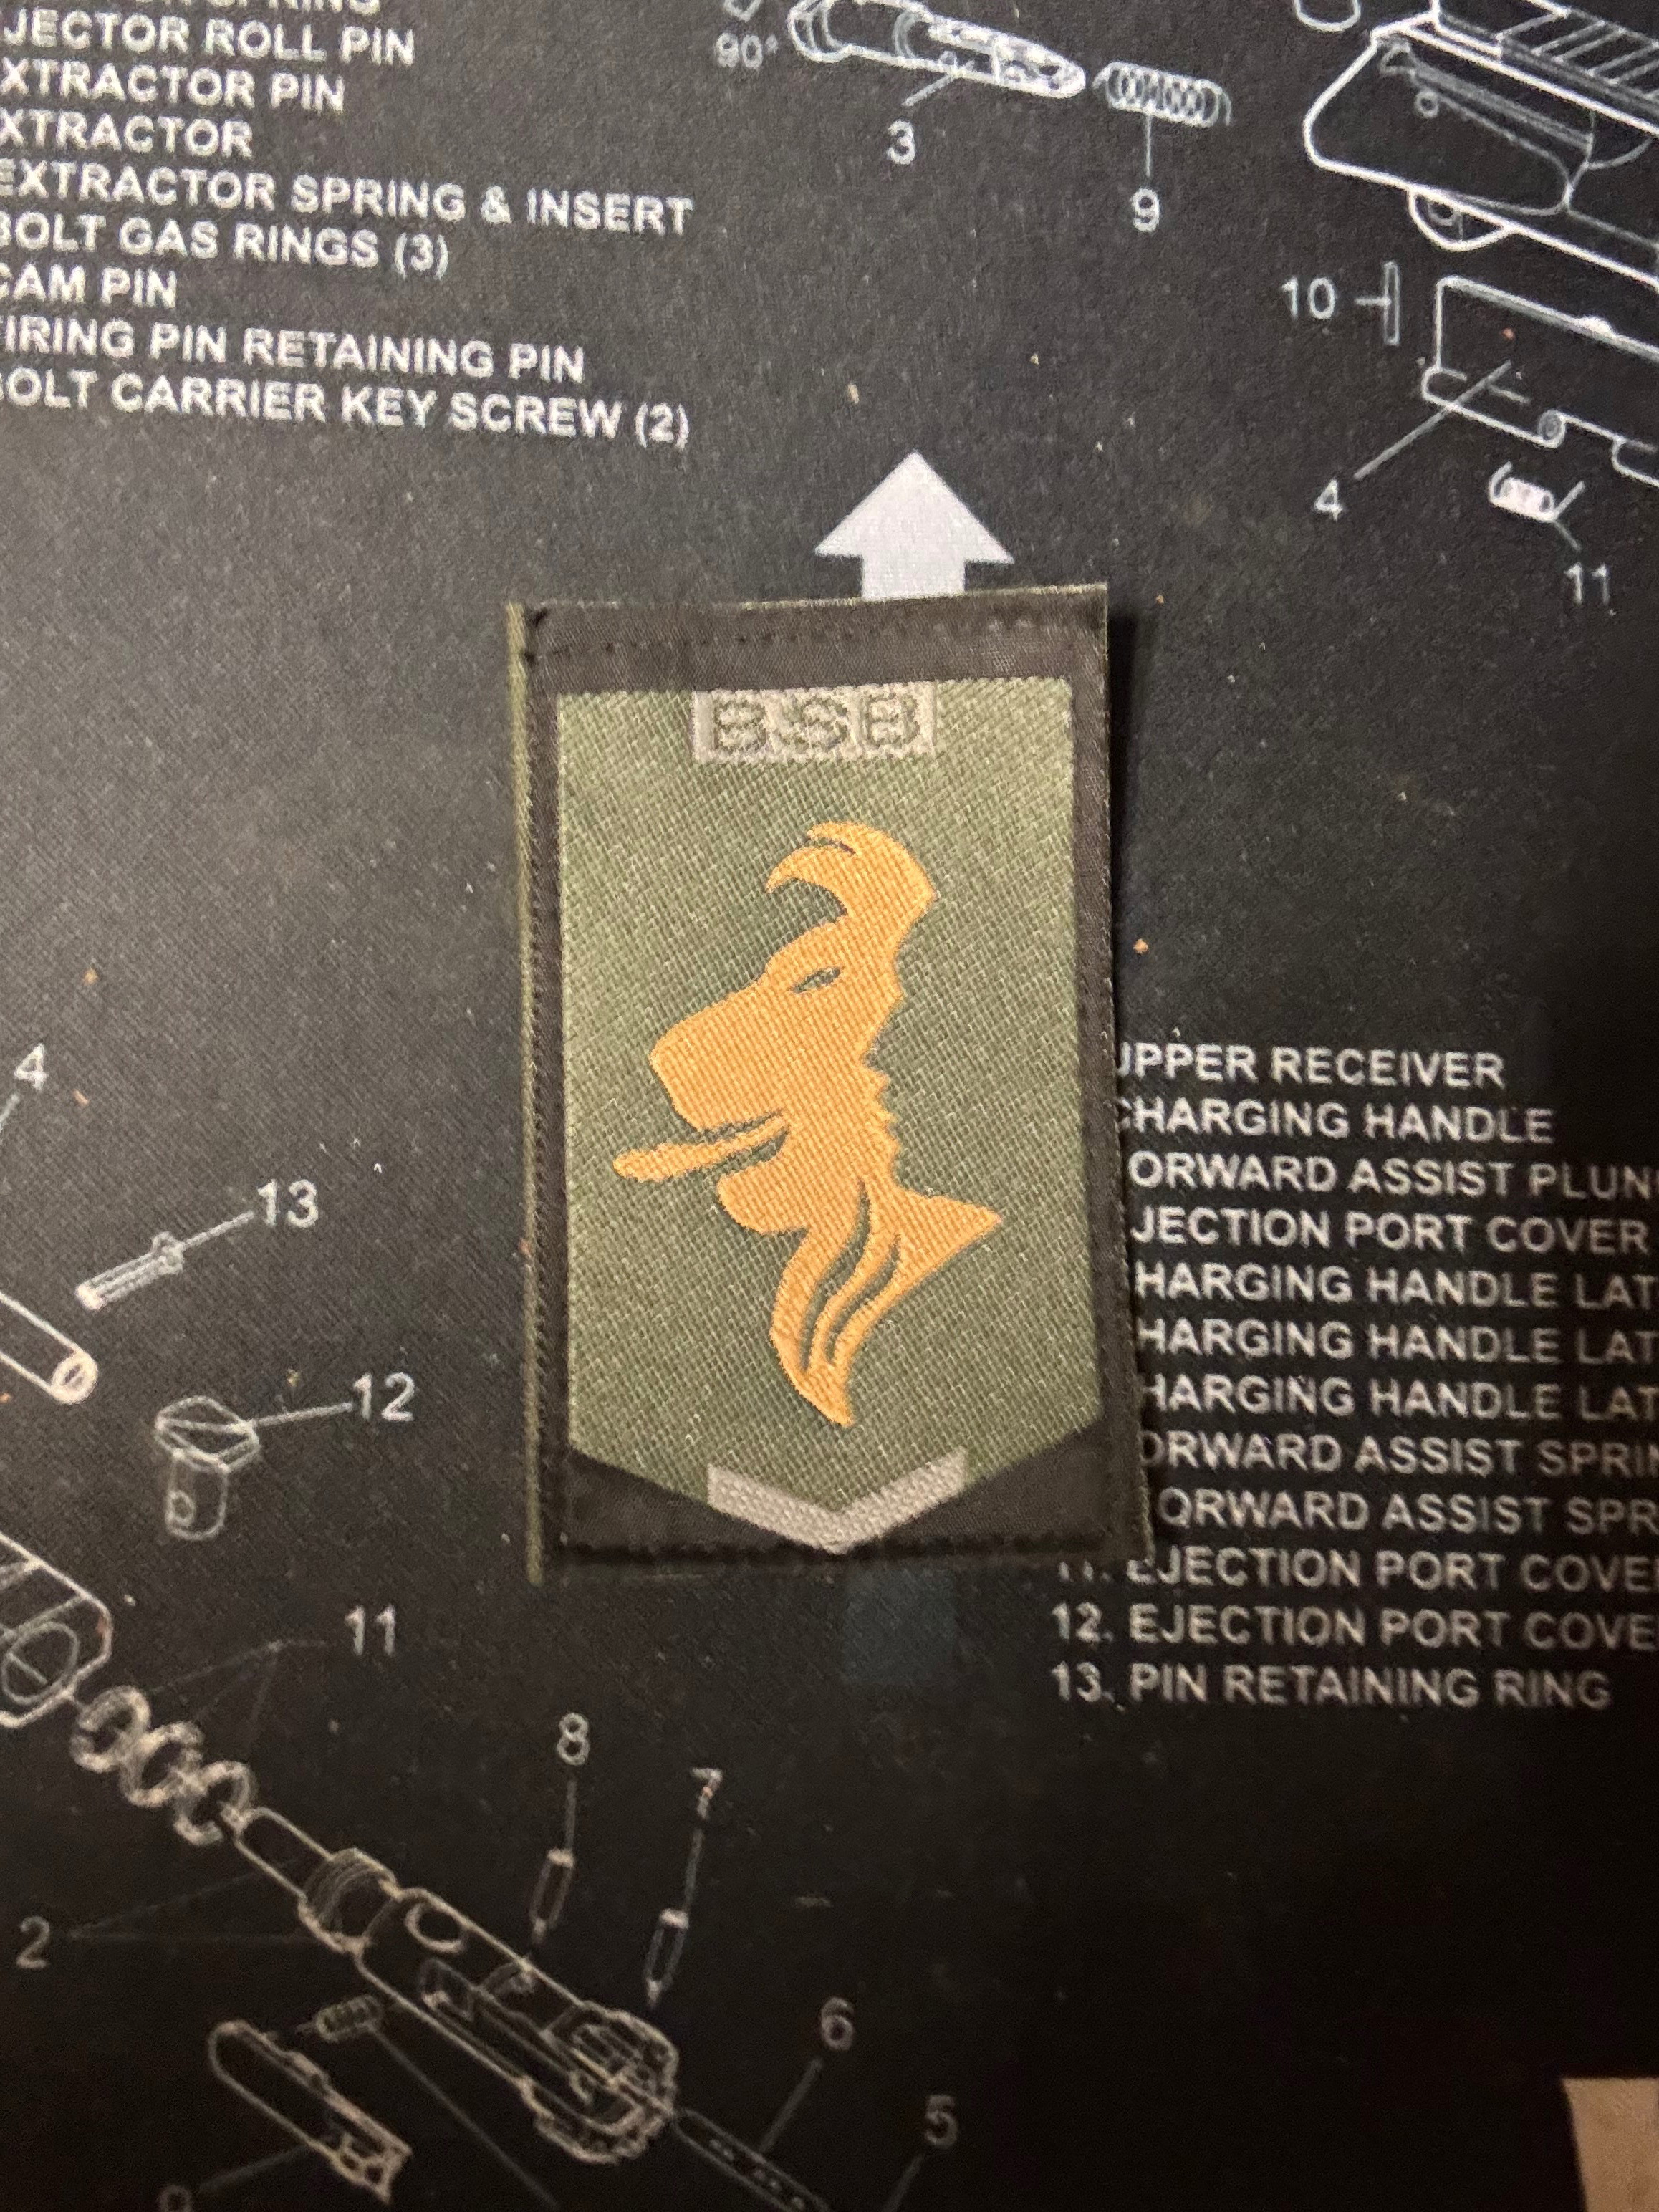 JECTOR ROLL PIN
XTRACTOR PIN
XTRACTOR
EXTRACTOR SPRING & INSERT
BOLT GAS RINGS (3)
CAM PIN
FIRING PIN RETAINING PIN
BOLT CARRIER KEY SCREW (2)
90°
3
9
10
4
11
BSB
UPPER RECEIVER
CHARGING HANDLE
ORWARD ASSIST PLUN
JECTION PORT COVER
HARGING HANDLE LAT
HARGING HANDLE LAT
HARGING HANDLE LAT
ORWARD ASSIST SPRIN
ORWARD ASSIST SPR
11. EJECTION PORT COVE
12. EJECTION PORT COVE
13. PIN RETAINING RING
4
13
12
11
8
7
2
6
5